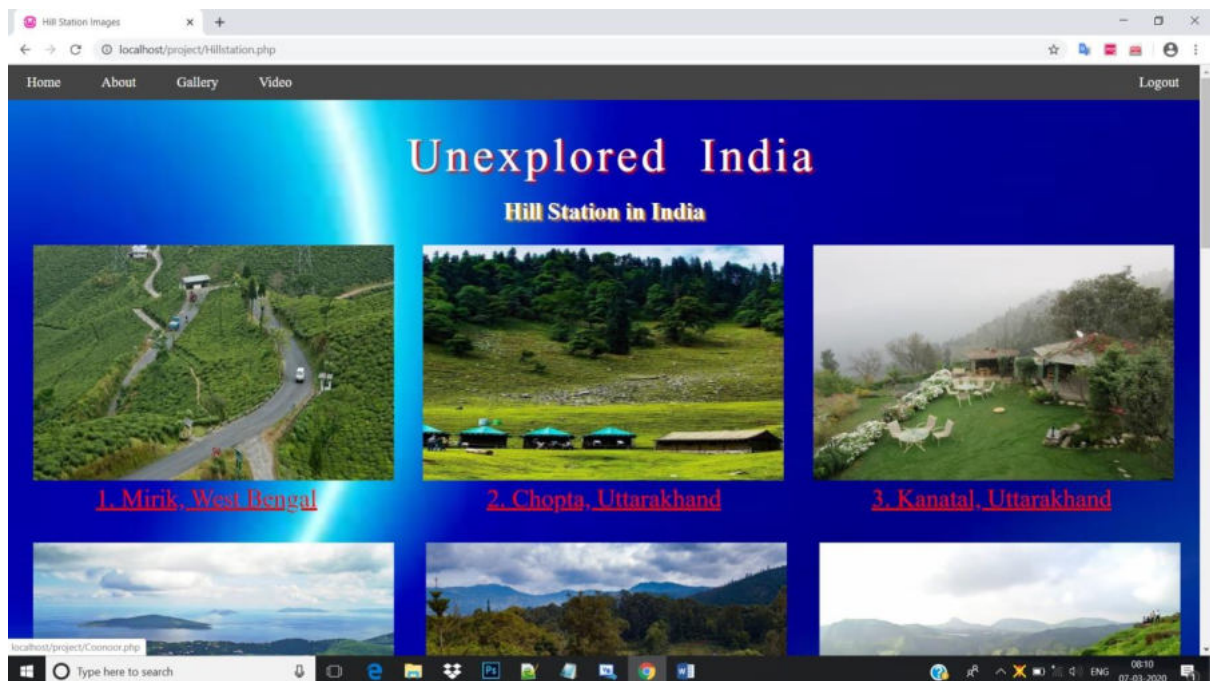 Hill Station Images
localhost/project/Hillstation.php
Home About Gallery Video Logout
Unexplored India
Hill Station in India
1. Mirik, West Bengal
2. Chopta, Uttarakhand
3. Kanatal, Uttarakhand
localhost/project/Coonoor.php
Type here to search
Ps
ENG
08:10
07-03-2020